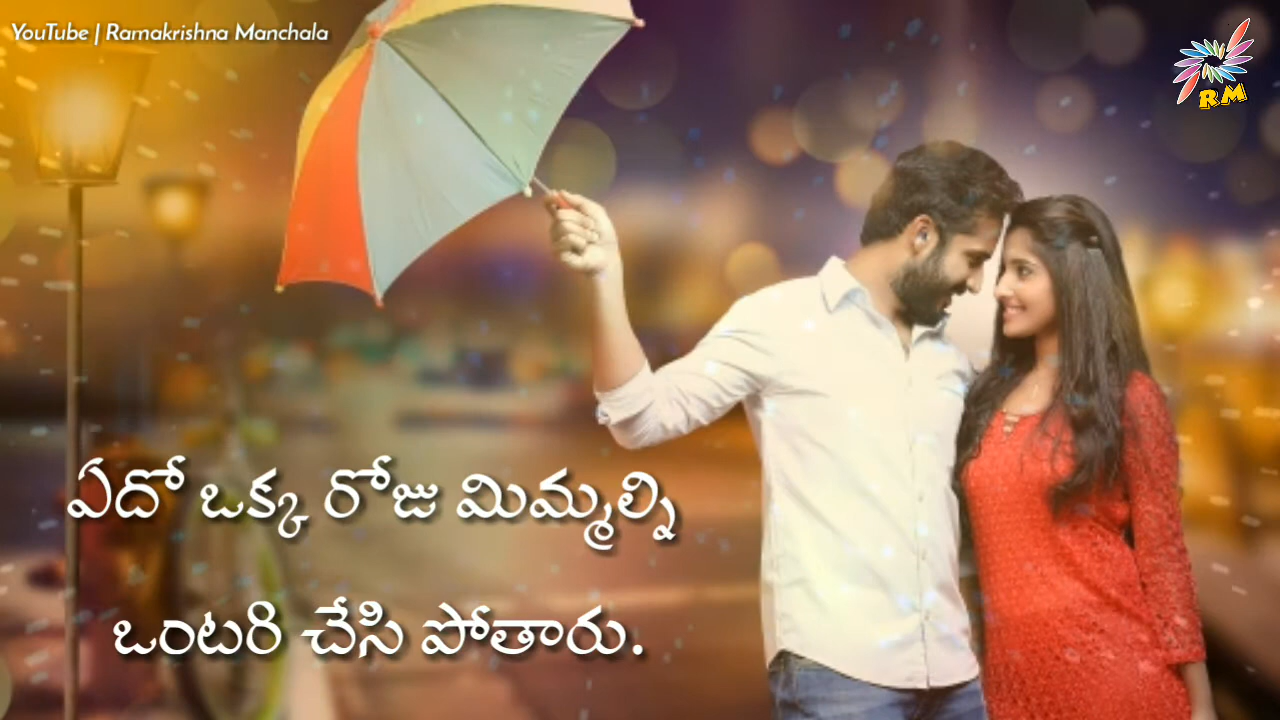 YouTube | Ramakrishna Manchala
RM
ఏదో ఒక్క రోజు మిమ్మల్ని
ఒంటరి చేసి పోతారు.